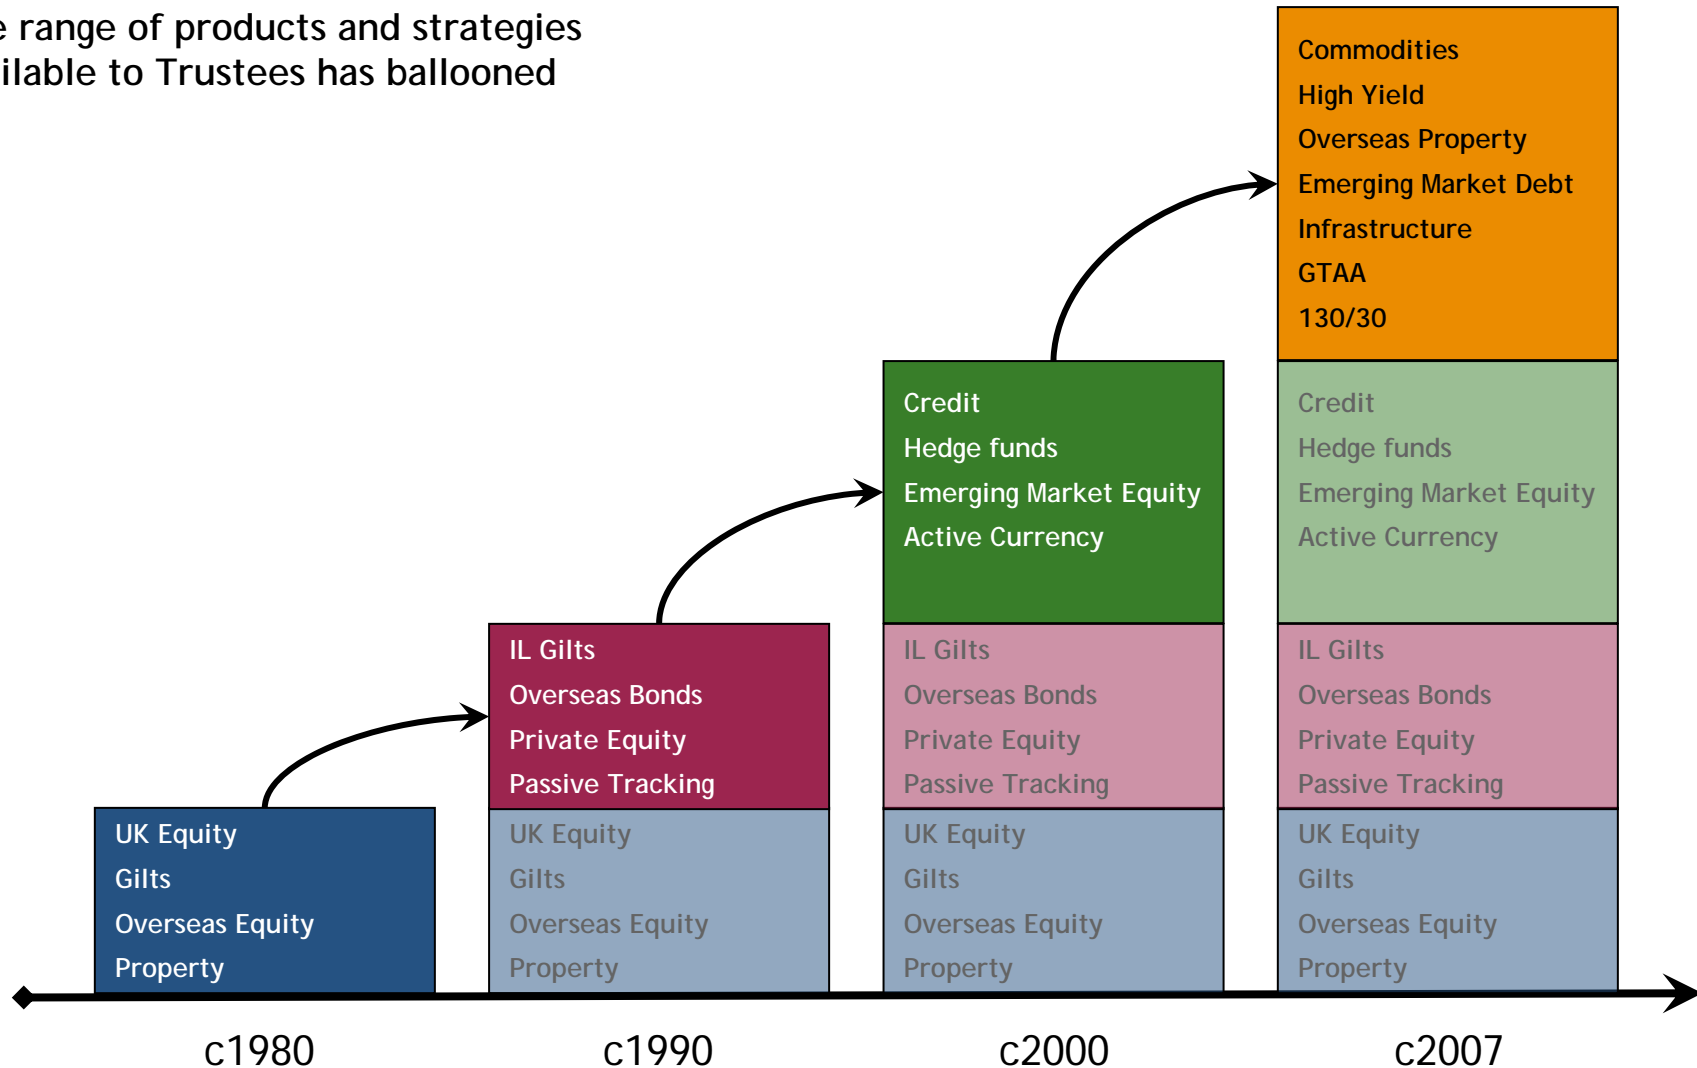 e range of products and strategies
ilable to Trustees has ballooned
Commodities
High Yield
Overseas Property
Emerging Market Debt
Infrastructure
GTAA
130/30
Credit
Hedge funds
Emerging Market Equity
Active Currency
Credit
Hedge funds
Emerging Market Equity
Active Currency
IL Gilts
Overseas Bonds
Private Equity
Passive Tracking
IL Gilts
Overseas Bonds
Private Equity
Passive Tracking
IL Gilts
Overseas Bonds
Private Equity
Passive Tracking
UK Equity
Gilts
Overseas Equity
Property
UK Equity
Gilts
Overseas Equity
Property
UK Equity
Gilts
Overseas Equity
Property
UK Equity
Gilts
Overseas Equity
Property
c1980
c1990
c2000
c2007